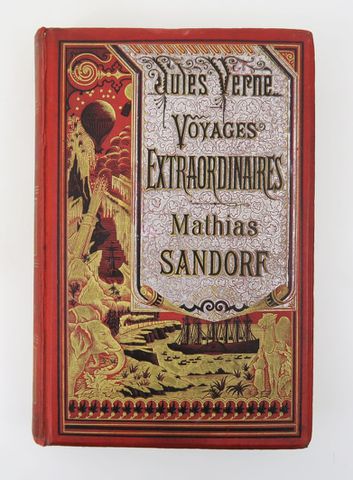 Jules Verne
VOYAGES
EXTRAORDINAIRES
Mathias
SANDORF